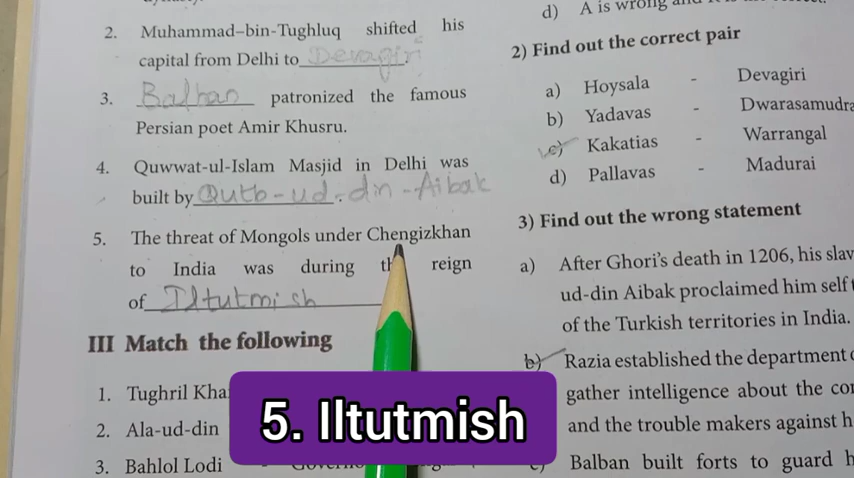 2. Muhammad–bin-Tughluq shifted his
capital from Delhi to Devagiri.
3. Balban patronized the famous
Persian poet Amir Khusru.
4. Quwwat-ul-Islam Masjid in Delhi was
built by Qutb-ud-din-Aibak.
5. The threat of Mongols under Chengizkhan
to India was during the reign
of Iltutmish
III Match the following
1. Tughril Kha
2. Ala-ud-din
3. Bahlol Lodi
d) A is wrong
2) Find out the correct pair
a) Hoysala - Devagiri
b) Yadavas - Dwarasamudra
c) Kakatias - Warrangal
d) Pallavas - Madurai
3) Find out the wrong statement
a) After Ghori's death in 1206, his slav
ud-din Aibak proclaimed him self
of the Turkish territories in India.
b) Razia established the department
gather intelligence about the co
and the trouble makers against h
c) Balban built forts to guard h
5. Iltutmish